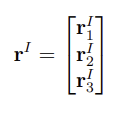 r^I = [r_1^I
r_2^I
r_3^I]